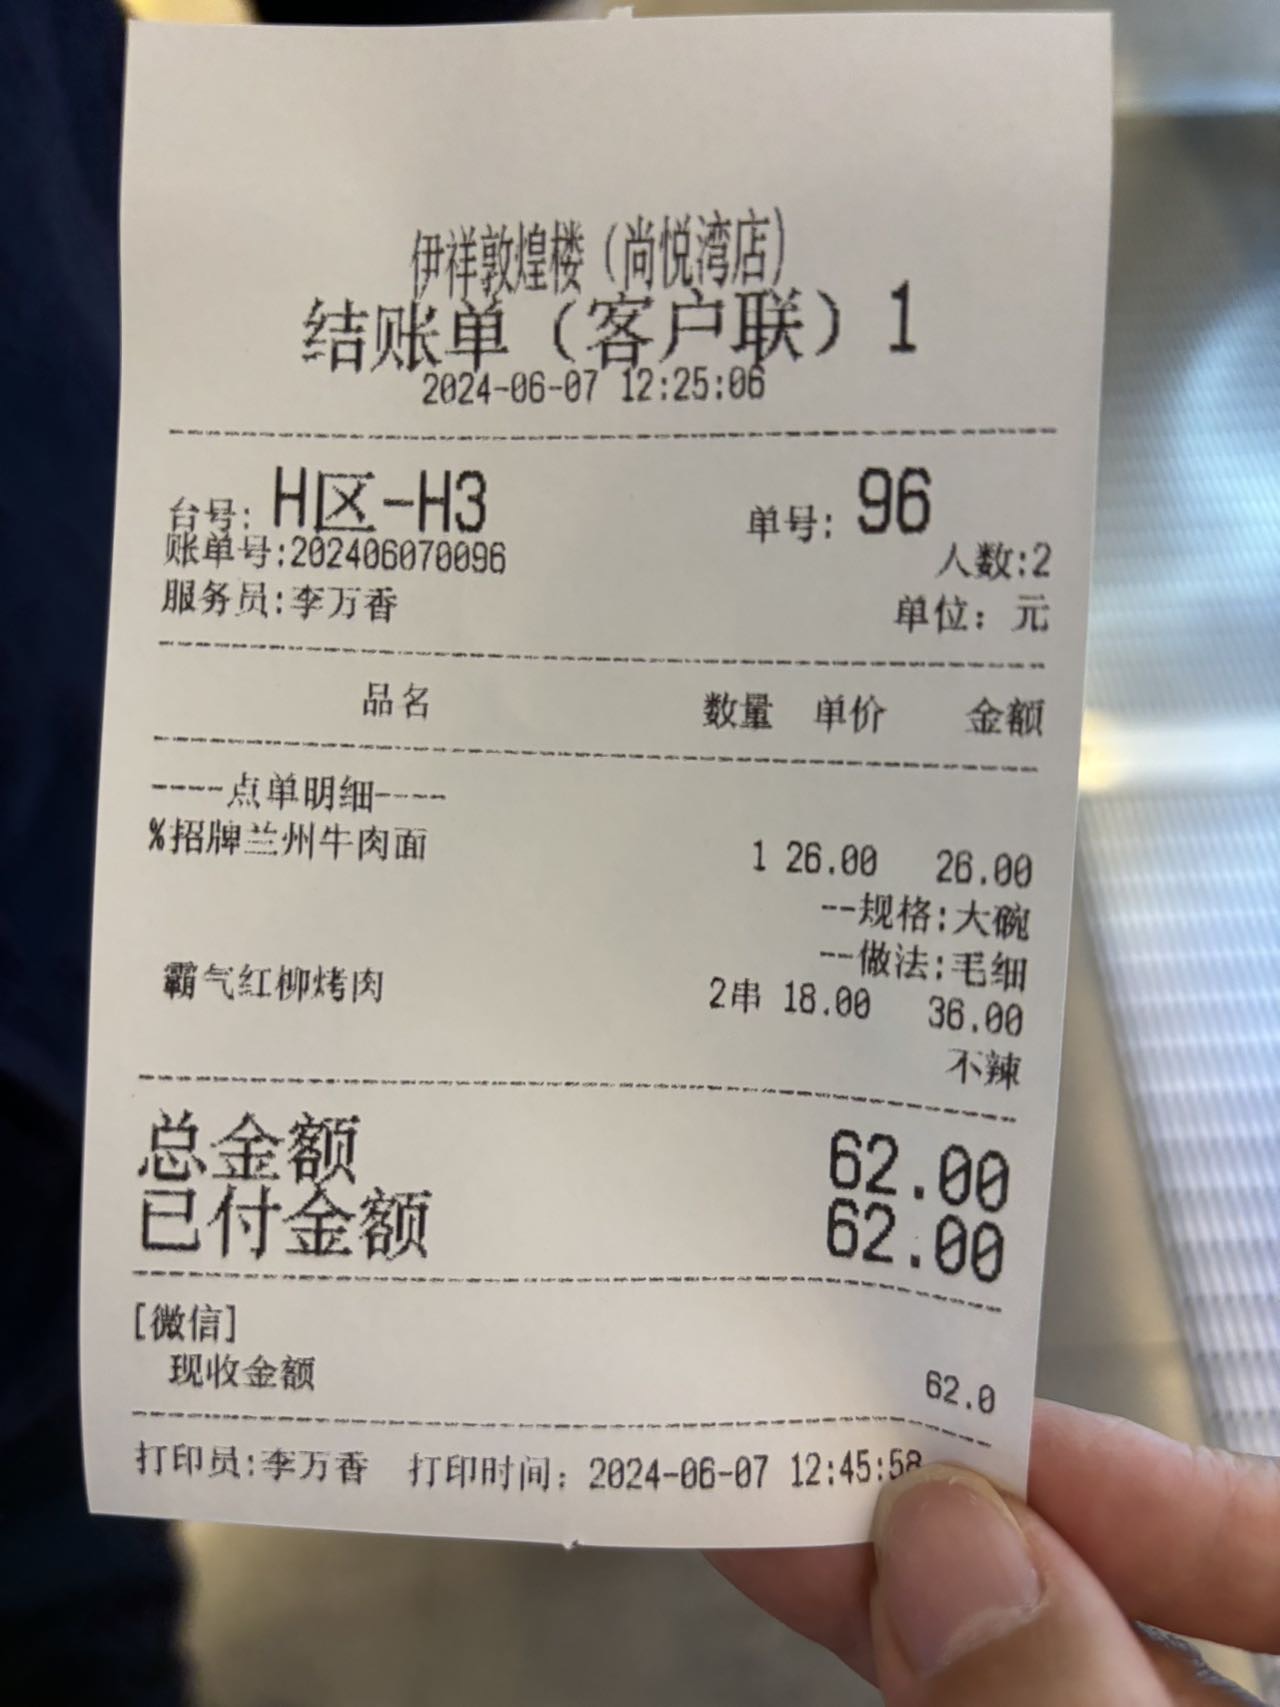 伊祥敦煌楼（尚悦湾店）
结账单（客户联）1
2024-06-07 12:25:06
台号: H区-H3 单号: 96
账单号:202406070096 人数:2
服务员:李万香 单位: 元
品名 数量 单价 金额
----点单明细----
%招牌兰州牛肉面 1 26.00 26.00
--规格:大碗
--做法:毛细
霸气红柳烤肉 2串 18.00 36.00
不辣
总金额 62.00
已付金额 62.00
[微信]
现收金额 62.0
打印员:李万香 打印时间: 2024-06-07 12:45:58